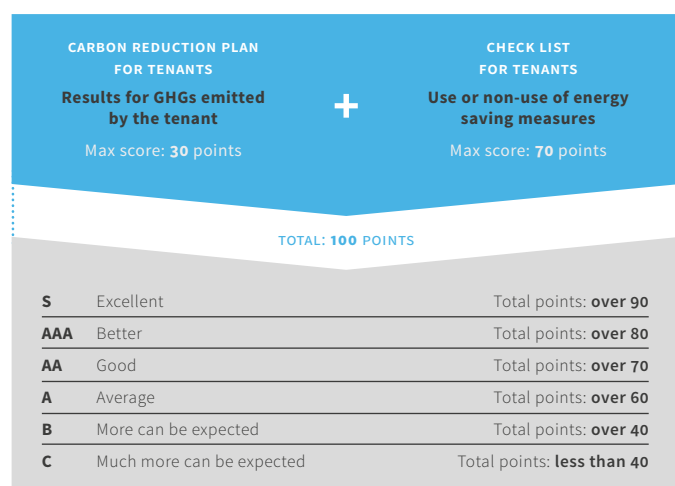 CARBON REDUCTION PLAN
FOR TENANTS
Results for GHGs emitted
by the tenant
Max score: 30 points
+
CHECK LIST
FOR TENANTS
Use or non-use of energy
saving measures
Max score: 70 points
TOTAL: 100 POINTS
S Excellent Total points: over 90
AAA Better Total points: over 80
AA Good Total points: over 70
A Average Total points: over 60
B More can be expected Total points: over 40
C Much more can be expected Total points: less than 40